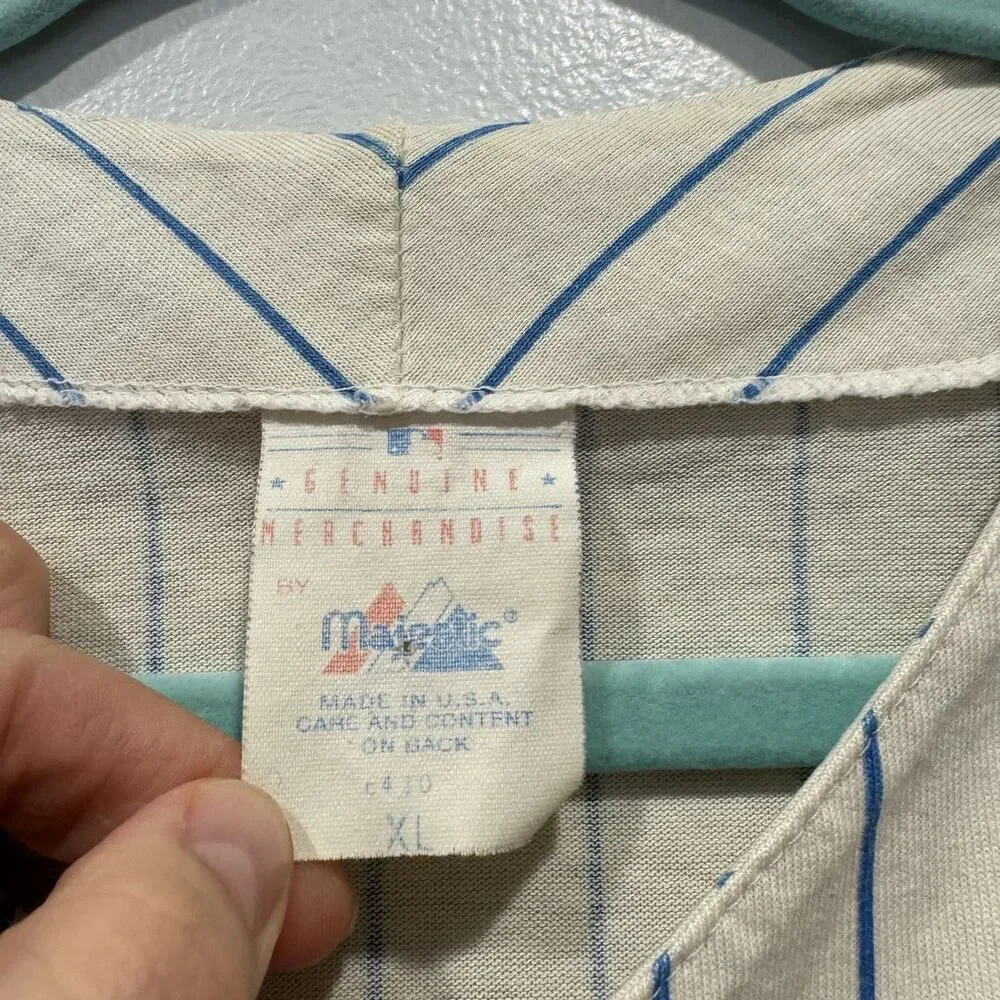 ★ GENUINE ★
MERCHANDISE
BY
Majestic®
MADE IN U.S.A.
CARE AND CONTENT
ON BACK
XL